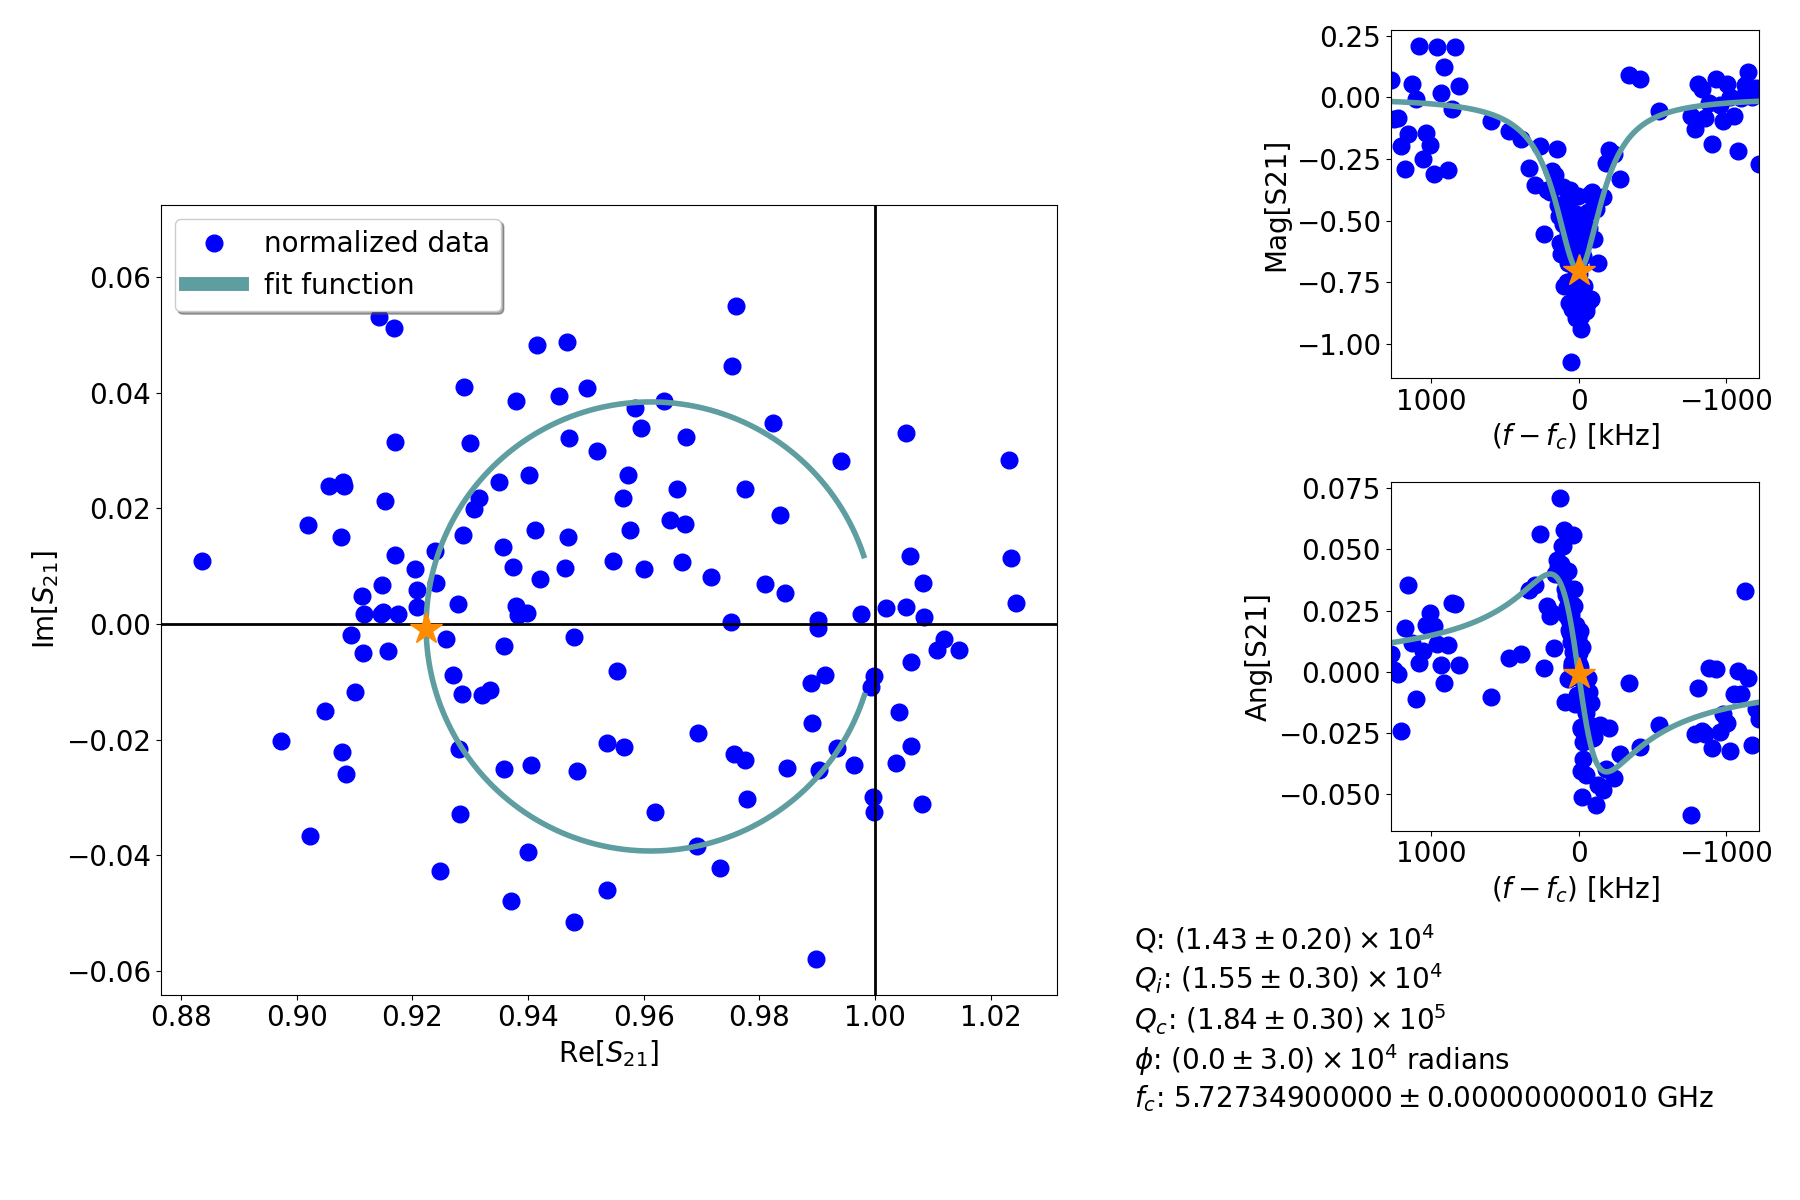 normalized data
fit function
0.06
0.04
0.02
0.00
−0.02
−0.04
−0.06
Im[S21]
0.88 0.90 0.92 0.94 0.96 0.98 1.00 1.02
Re[S21]
0.25
0.00
−0.25
−0.50
−0.75
−1.00
Mag[S21]
1000 0 −1000
(f − fc) [kHz]
0.075
0.050
0.025
0.000
−0.025
−0.050
Ang[S21]
1000 0 −1000
(f − fc) [kHz]
Q: (1.43 ± 0.20) × 10^4
Qi: (1.55 ± 0.30) × 10^4
Qc: (1.84 ± 0.30) × 10^5
ϕ: (0.0 ± 3.0) × 10^4 radians
fc: 5.72734900000 ± 0.00000000010 GHz